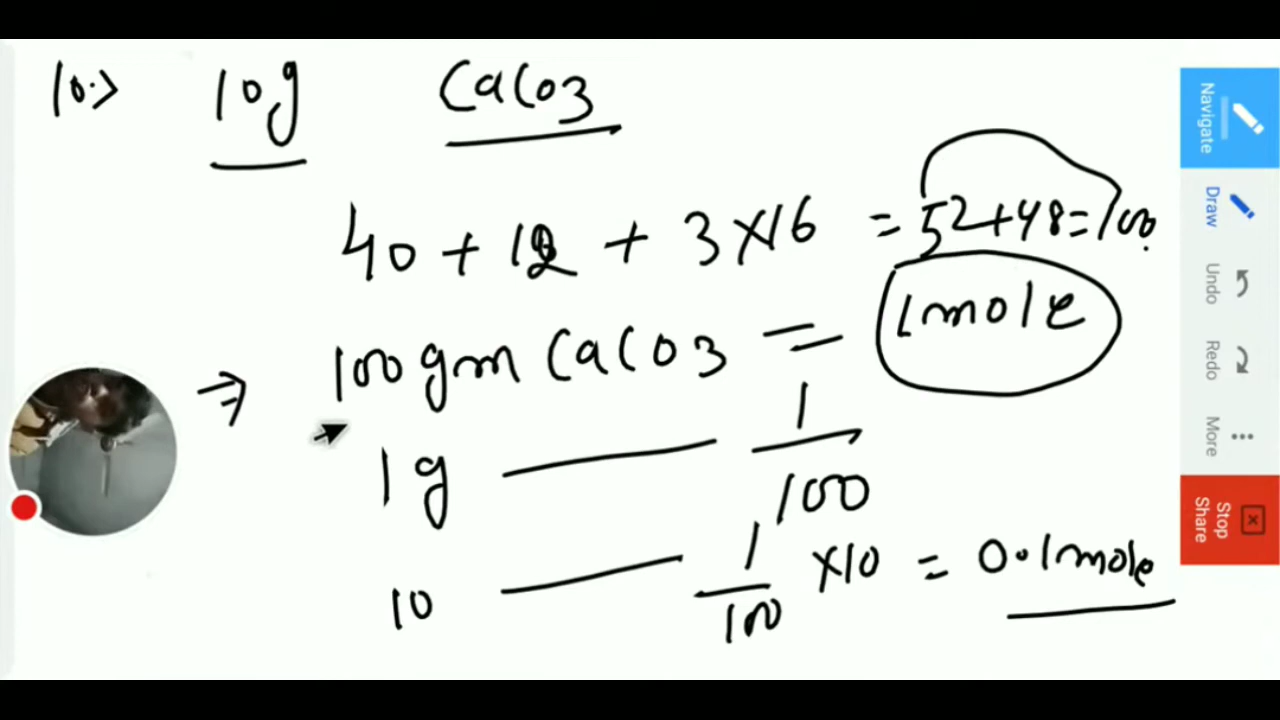 10.> 10g CaCO3
40 + 12 + 3×16 = 52+48=100.
⇒ 100gm CaCO3 = 1mole
1g — 1/100
10 — 1/100 ×10 = 0.1mole
Navigate
Draw
Undo
Redo
More
Stop Share